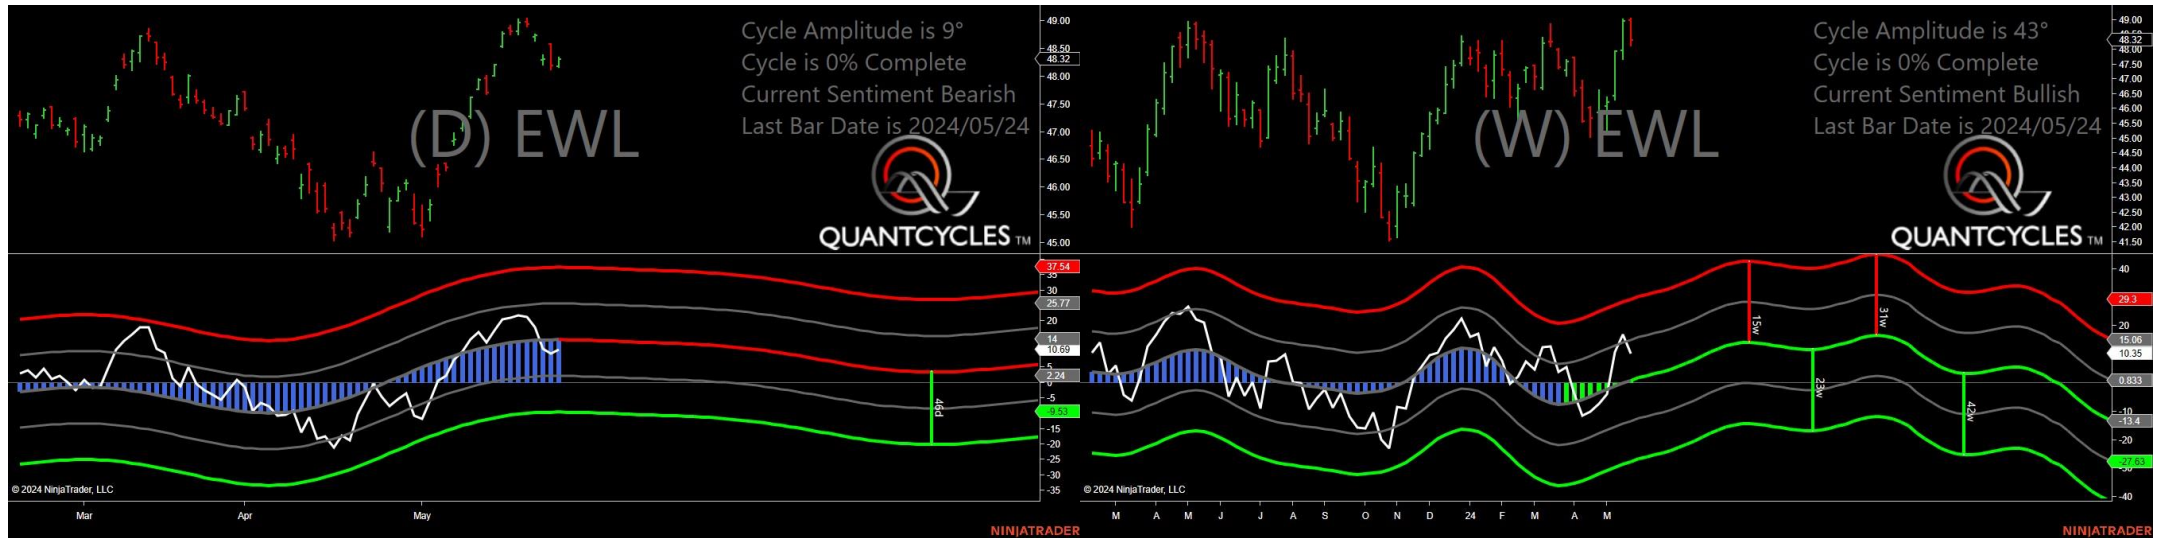 Cycle Amplitude is 9°
Cycle is 0% Complete
Current Sentiment Bearish
Last Bar Date is 2024/05/24
(D) EWL
QUANTCYCLES TM
49.00
48.50
48.32
48.00
47.50
47.00
46.50
46.00
45.50
45.00
37.54
35
30
25.77
20
14
10.69
5
2.24
0
-5
-9.53
-15
-20
-25
-30
-35
46d
© 2024 NinjaTrader, LLC
Mar Apr May
NINJATRADER
Cycle Amplitude is 43°
Cycle is 0% Complete
Current Sentiment Bullish
Last Bar Date is 2024/05/24
(W) EWL
QUANTCYCLES TM
49.00
48.32
48.00
47.50
47.00
46.50
46.00
45.50
45.00
44.50
44.00
43.50
43.00
42.50
42.00
41.50
40
29.3
20
15.06
10.35
0.833
-10
-13.4
-20
-27.63
-40
15w
31w
23w
42w
© 2024 NinjaTrader, LLC
M A M J J A S O N D 24 F M A M
NINJATRADER